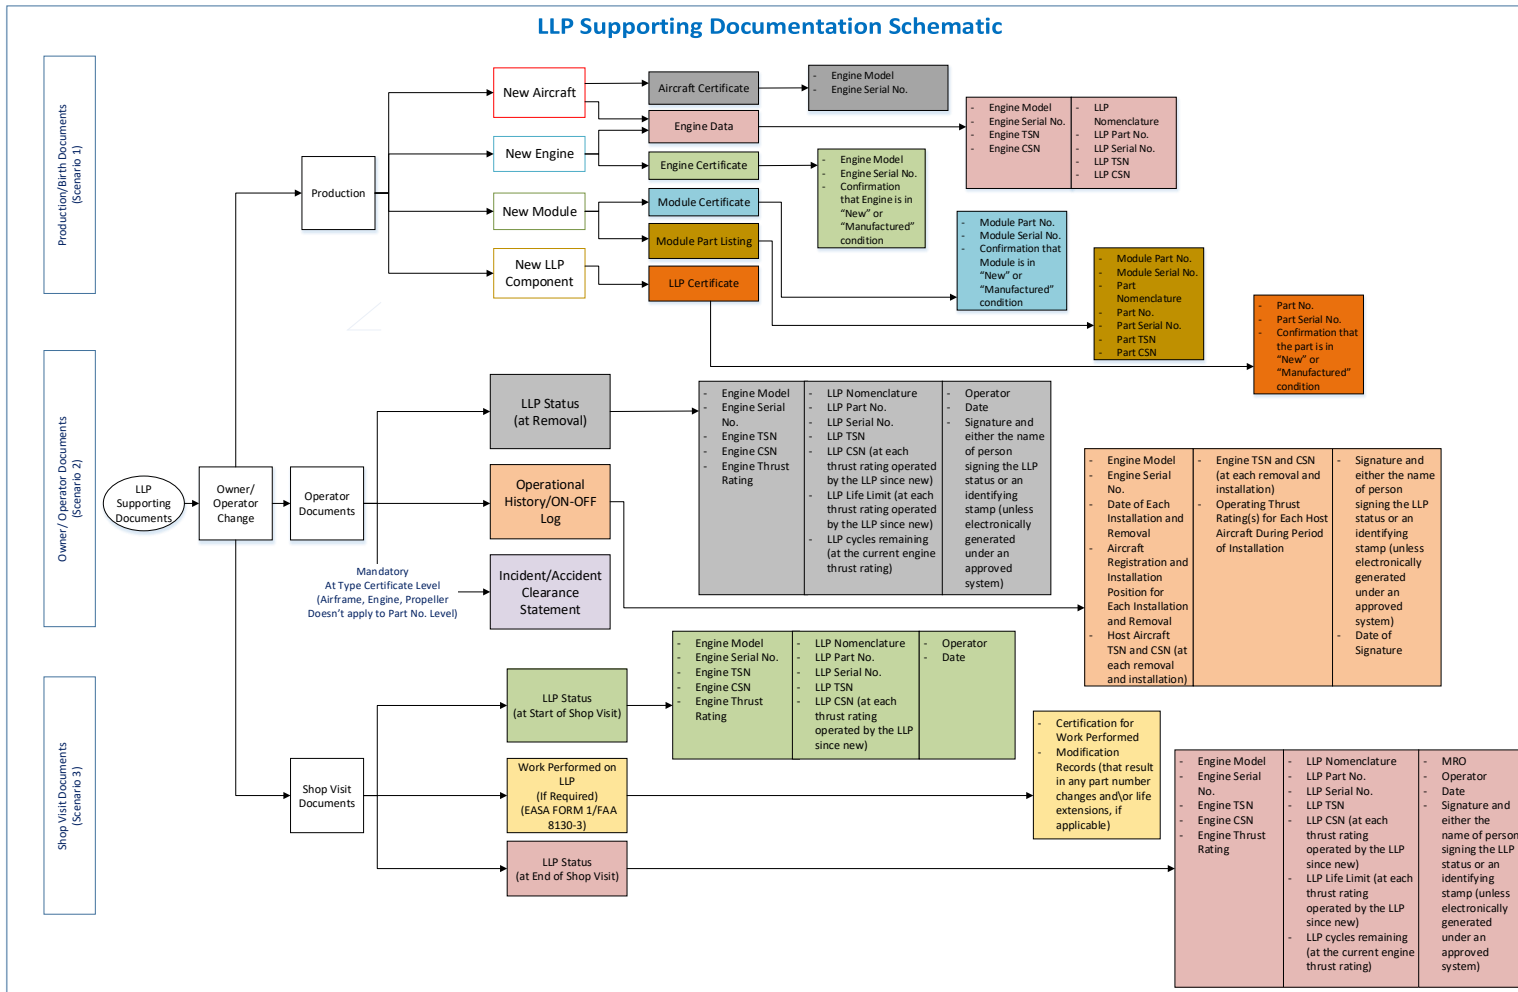 LLP Supporting Documentation Schematic
Production/Birth Documents
(Scenario 1)
Production
New Aircraft
New Engine
New Module
New LLP
Component
Aircraft Certificate
Engine Data
Engine Certificate
Module Certificate
Module Part Listing
LLP Certificate
- Engine Model
- Engine Serial No.
- Engine Model
- Engine Serial No.
- Engine TSN
- Engine CSN
- LLP
Nomenclature
- LLP Part No.
- LLP Serial No.
- LLP TSN
- LLP CSN
- Engine Model
- Engine Serial No.
- Confirmation
that Engine is in
“New” or
“Manufactured”
condition
- Module Part No.
- Module Serial No.
- Confirmation that
Module is in
“New” or
“Manufactured”
condition
- Module Part No.
- Module Serial No.
- Part
Nomenclature
- Part No.
- Part Serial No.
- Part TSN
- Part CSN
- Part No.
- Part Serial No.
- Confirmation that
the part is in
“New” or
“Manufactured”
condition
Owner/ Operator Documents
(Scenario 2)
LLP
Supporting
Documents
Owner/
Operator
Change
Operator
Documents
LLP Status
(at Removal)
Operational
History/ON-OFF
Log
Mandatory
At Type Certificate Level
(Airframe, Engine, Propeller
Doesn’t apply to Part No. Level)
Incident/Accident
Clearance
Statement
- Engine Model
- Engine Serial
No.
- Engine TSN
- Engine CSN
- Engine Thrust
Rating
- LLP Nomenclature
- LLP Part No.
- LLP Serial No.
- LLP TSN
- LLP CSN (at each
thrust rating operated
by the LLP since new)
- LLP Life Limit (at each
thrust rating operated
by the LLP since new)
- LLP cycles remaining
(at the current engine
thrust rating)
- Operator
- Date
- Signature and
either the name
of person
signing the LLP
status or an
identifying
stamp (unless
electronically
generated
under an
approved
system)
- Engine Model
- Engine Serial
No.
- Date of Each
Installation and
Removal
- Aircraft
Registration and
Installation
Position for
Each Installation
and Removal
- Host Aircraft
TSN and CSN (at
each removal
and installation)
- Engine TSN and CSN
(at each removal and
installation)
- Operating Thrust
Rating(s) for Each Host
Aircraft During Period
of Installation
- Signature and
either the name
of person
signing the LLP
status or an
identifying
stamp (unless
electronically
generated
under an
approved
system)
- Date of
Signature
Shop Visit Documents
(Scenario 3)
Shop Visit
Documents
LLP Status
(at Start of Shop Visit)
Work Performed on
LLP
(If Required)
(EASA FORM 1/FAA
8130-3)
LLP Status
(at End of Shop Visit)
- Engine Model
- Engine Serial No.
- Engine TSN
- Engine CSN
- Engine Thrust
Rating
- LLP Nomenclature
- LLP Part No.
- LLP Serial No.
- LLP TSN
- LLP CSN (at each
thrust rating
operated by the LLP
since new)
- Operator
- Date
- Certification for
Work Performed
- Modification
Records (that result
in any part number
changes and\or life
extensions, if
applicable)
- Engine Model
- Engine Serial
No.
- Engine TSN
- Engine CSN
- Engine Thrust
Rating
- LLP Nomenclature
- LLP Part No.
- LLP Serial No.
- LLP TSN
- LLP CSN (at each
thrust rating
operated by the LLP
since new)
- LLP Life Limit (at each
thrust rating
operated by the LLP
since new)
- LLP cycles remaining
(at the current engine
thrust rating)
- MRO
- Operator
- Date
- Signature and
either the
name of person
signing the LLP
status or an
identifying
stamp (unless
electronically
generated
under an
approved
system)